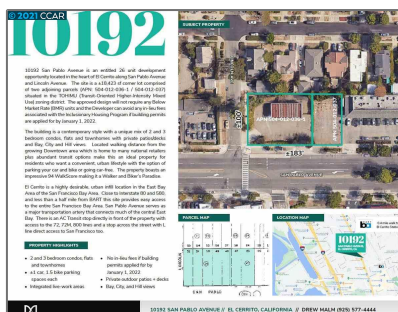 © 2021 CCAR
10192
10192 San Pablo Avenue is an entitled 26 unit development
opportunity located in the heart of El Cerrito along San Pablo Avenue
and Lincoln Avenue. The site is a ±18,423 sf corner lot comprised
of two adjoining parcels (APN: 504-012-036-1 / 504-012-037)
situated in the TOHIMU (Transit-Oriented Higher-Intensity Mixed
Use) zoning district. The approved design will not require any Below
Market Rate (BMR) units and the Developer can avoid any in-lieu fees
associated with the Inclusionary Housing Program if building permits
are applied for by January 1, 2022.
The building is a contemporary style with a unique mix of 2 and 3
bedroom condos, flats and townhomes with private patios/decks
and Bay, City and Hill views. Located walking distance from the
growing Downtown area which is home to many national retailers
plus abundant transit options make this an ideal property for
residents who want a convenient, urban lifestyle with the option of
parking your car and bike or going car-free. The property boasts an
impressive 94 WalkScore making it a Walker and Biker's Paradise.
El Cerrito is a highly desirable, urban infill location in the East Bay
Area of the San Francisco Bay Area. Close to Interstate 80 and 580,
and less than a half mile from BART this site provides easy access
to the entire San Francisco Bay Area. San Pablo Avenue serves as
a major transportation artery that connects much of the central East
Bay. There is an AC Transit stop directly in front of the property with
access to the 72, 72M, 800 lines and a stop across the street with L
line direct access to San Francisco too.
PROPERTY HIGHLIGHTS
• 2 and 3 bedroom condos, flats
and townhomes
• ±1 car, 1.5 bike parking
spaces each
• Integrated live-work areas
• No in-lieu fees if building
permits applied for by
January 1, 2022
• Private outdoor patios + decks
• Bay, City, and Hill views
SUBJECT PROPERTY
APN 504-012-036-1
±100'
±183'
PARCEL MAP
LINCOLN
SAN PABLO
LOCATION MAP
10192
10192 SAN PABLO AVENUE // EL CERRITO, CALIFORNIA // DREW MALM (925) 577-4444